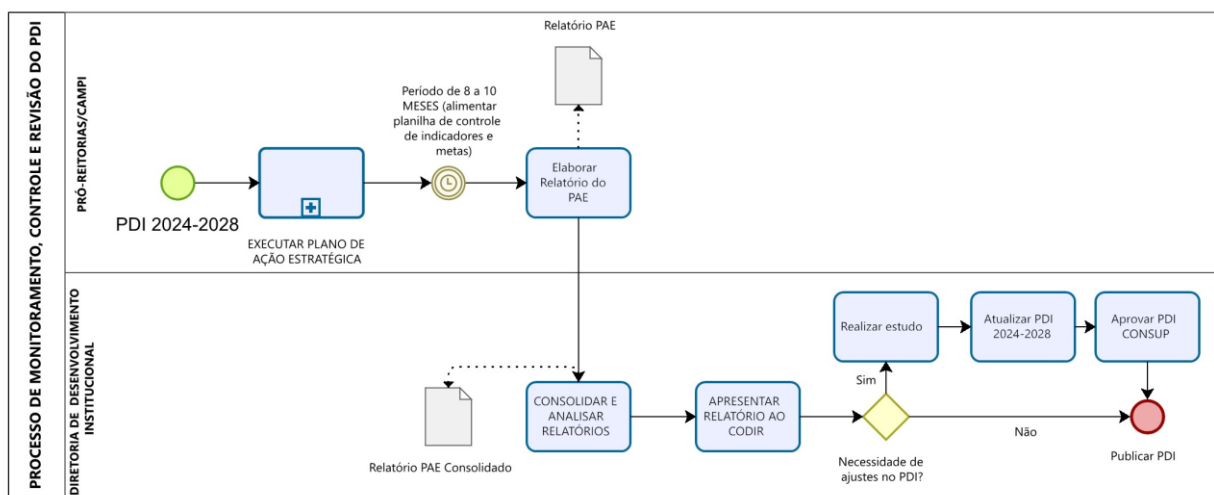 PROCESSO DE MONITORAMENTO, CONTROLE E REVISÃO DO PDI
PRÓ-REITORIAS/CAMPI
PDI 2024-2028
EXECUTAR PLANO DE
AÇÃO ESTRATÉGICA
Período de 8 a 10
MESES (alimentar
planilha de controle
de indicadores e
metas)
Relatório PAE
Elaborar
Relatório do
PAE
DIRETORIA DE DESENVOLVIMENTO
INSTITUCIONAL
Relatório PAE Consolidado
CONSOLIDAR E
ANALISAR
RELATÓRIOS
APRESENTAR
RELATÓRIO AO
CODIR
Necessidade de
ajustes no PDI?
Sim
Realizar estudo
Atualizar PDI
2024-2028
Aprovar PDI
CONSUP
Não
Publicar PDI